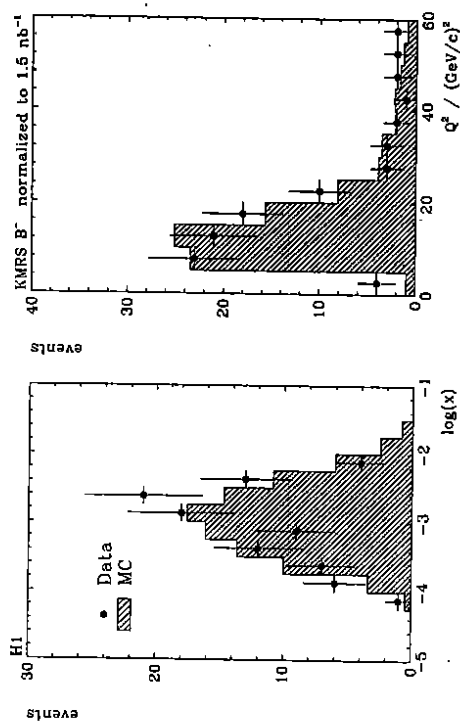 H1
events
30
20
10
0
Data
MC
-5
-4
-3
-2
-1
log(x)
KMRS B⁻ normalized to 1.5 nb⁻¹
events
40
30
20
10
0
0
20
40
60
Q² / (GeV/c)²